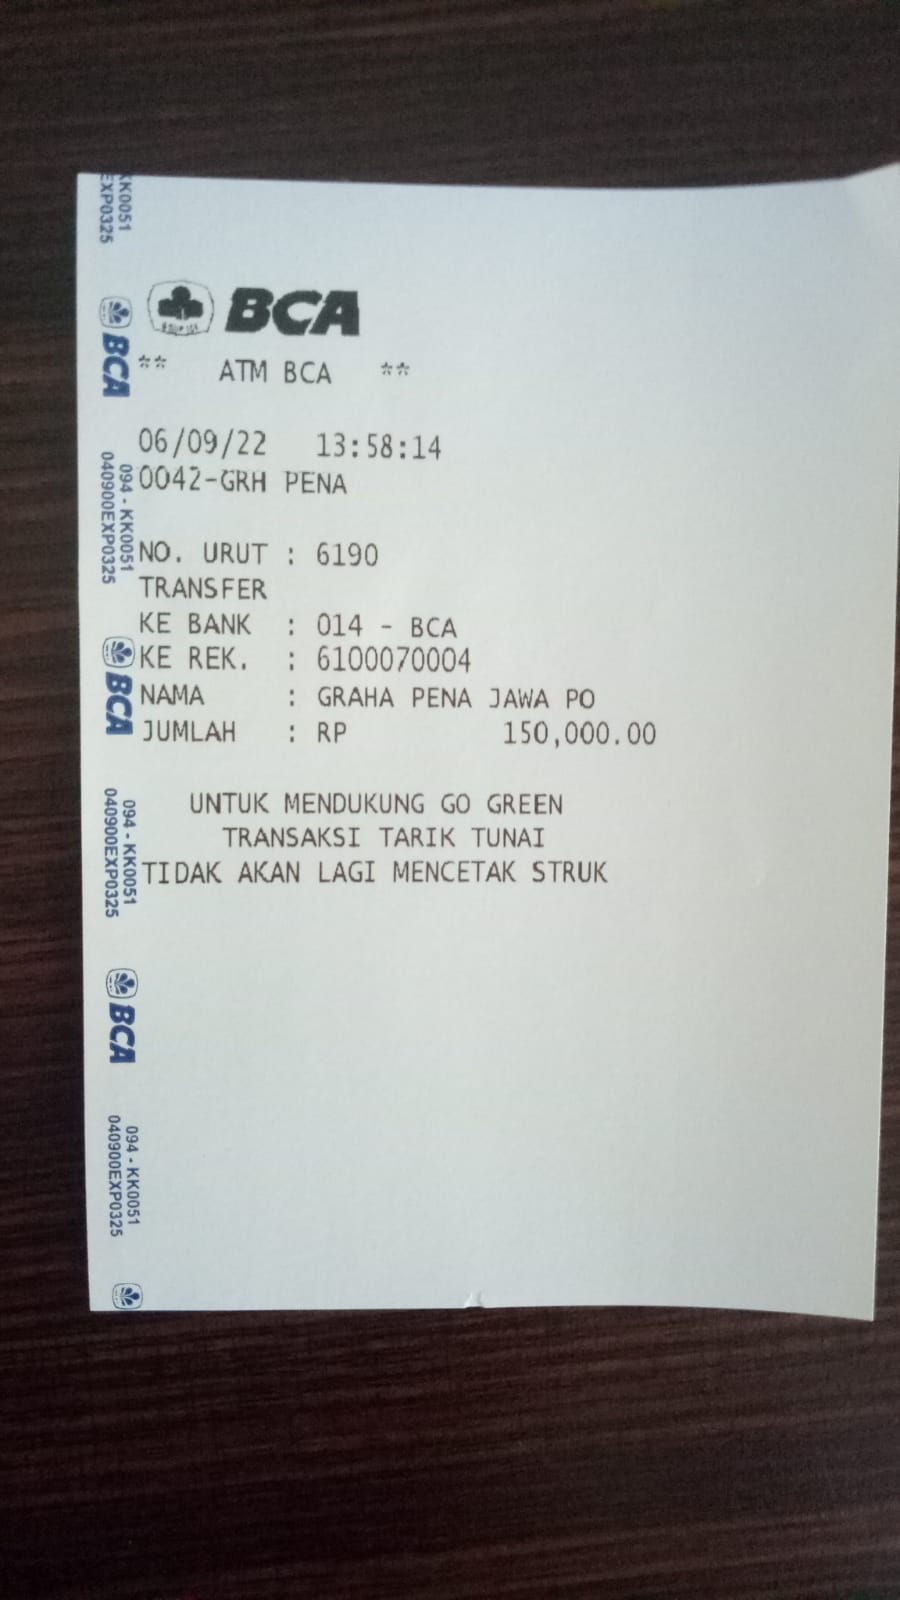 BCA
** ATM BCA **
06/09/22 13:58:14
0042-GRH PENA
NO. URUT : 6190
TRANSFER
KE BANK : 014 - BCA
KE REK. : 6100070004
NAMA : GRAHA PENA JAWA PO
JUMLAH : RP 150,000.00
UNTUK MENDUKUNG GO GREEN
TRANSAKSI TARIK TUNAI
TIDAK AKAN LAGI MENCETAK STRUK
KK0051
EXP0325
BCA
094 - KK0051
040900EXP0325
BCA
094 - KK0051
040900EXP0325
BCA
094 - KK0051
040900EXP0325